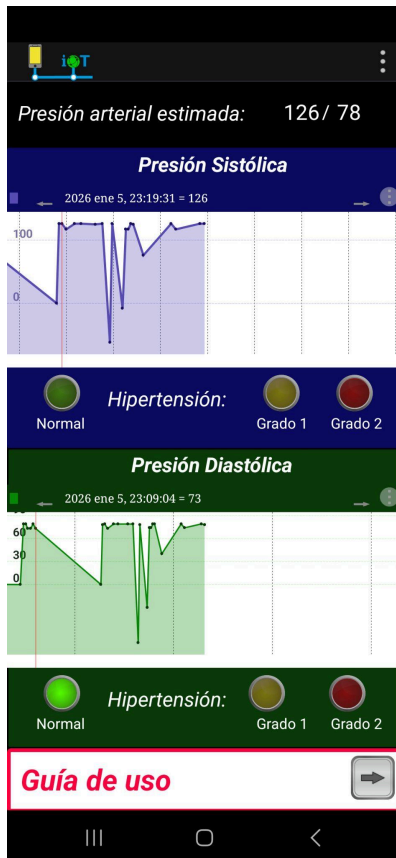 ioT
Presión arterial estimada: 126/ 78
Presión Sistólica
2026 ene 5, 23:19:31 = 126
100
0
Hipertensión:
Normal Grado 1 Grado 2
Presión Diastólica
2026 ene 5, 23:09:04 = 73
60
30
0
Hipertensión:
Normal Grado 1 Grado 2
Guía de uso